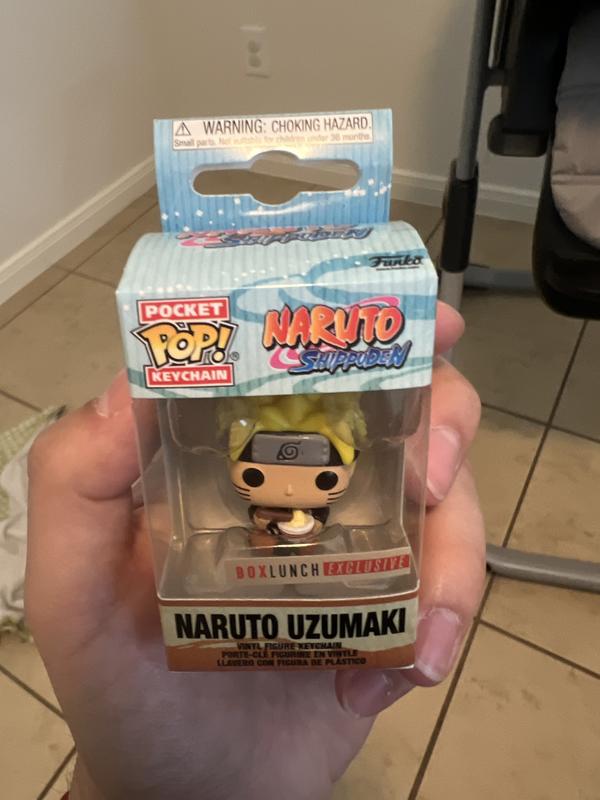 WARNING: CHOKING HAZARD.
Small parts. Not suitable for children under 36 months.
SHIPPUDEN
Funko
POCKET
POP!®
KEYCHAIN
NARUTO
SHIPPUDEN
BOXLUNCH EXCLUSIVE
NARUTO UZUMAKI
VINYL FIGURE KEYCHAIN
PORTE-CLÉ FIGURINE EN VINYLE
LLAVERO CON FIGURA DE PLÁSTICO